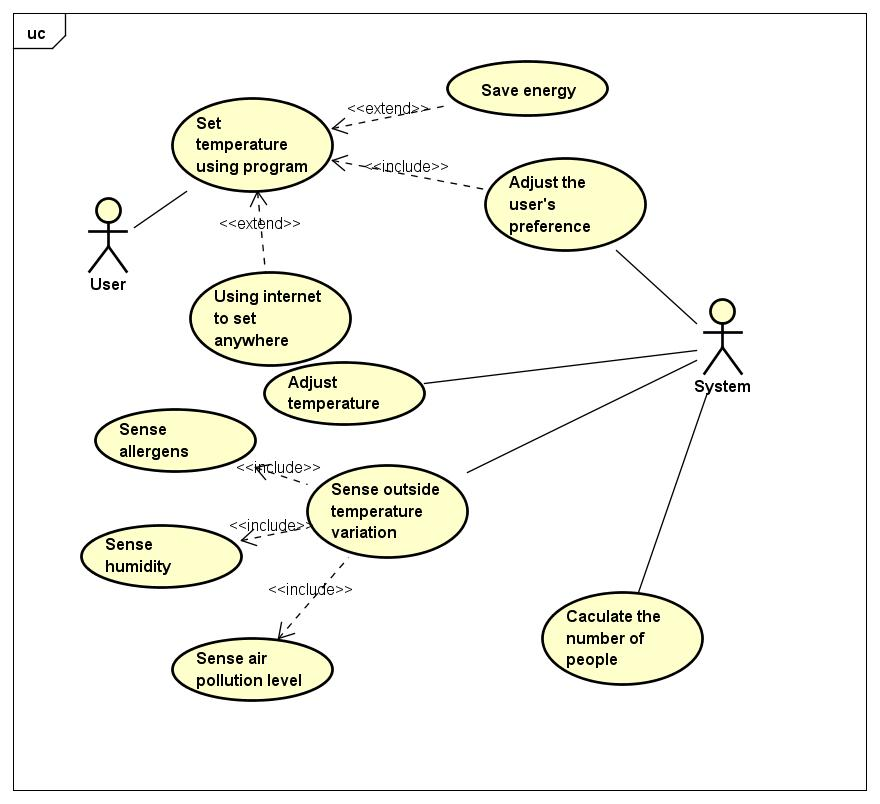 uc
Save energy
<<extend>>
Set
temperature
using program
<<include>>
Adjust the
user's
preference
<<extend>>
User
Using internet
to set
anywhere
System
Adjust
temperature
Sense
allergens
<<include>>
Sense outside
temperature
variation
<<include>>
Sense
humidity
<<include>>
Caculate the
number of
people
Sense air
pollution level